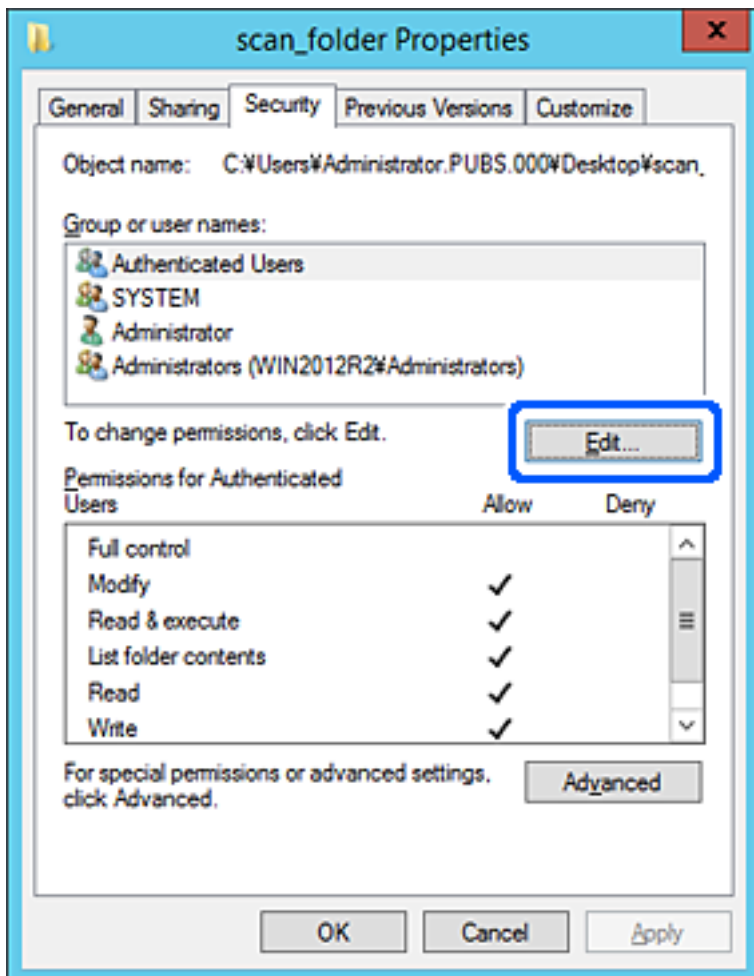 scan_folder Properties
x
General Sharing Security Previous Versions Customize
Object name: C:¥Users¥Administrator.PUBS.000¥Desktop¥scan_
Group or user names:
Authenticated Users
SYSTEM
Administrator
Administrators (WIN2012R2¥Administrators)
To change permissions, click Edit.
Edit...
Permissions for Authenticated
Users Allow Deny
Full control
Modify
Read & execute
List folder contents
Read
Write
For special permissions or advanced settings,
click Advanced.
Advanced
OK Cancel Apply